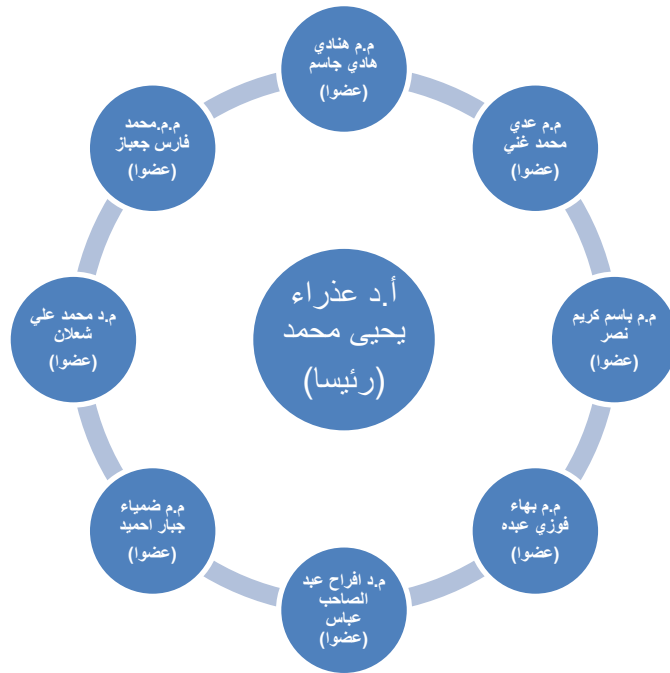 م.م هنادي
هادي جاسم
(عضوا)
م.م عدي
محمد غني
(عضوا)
م.م باسم كريم
نصر
(عضوا)
م.م بهاء
فوزي عبده
(عضوا)
م.د افراح عبد
الصاحب
عباس
(عضوا)
م.م ضمياء
جبار احميد
(عضوا)
م.د محمد علي
شعلان
(عضوا)
م.م.محمد
فارس جعباز
(عضوا)
أ.د عذراء
يحيى محمد
(رئيسا)